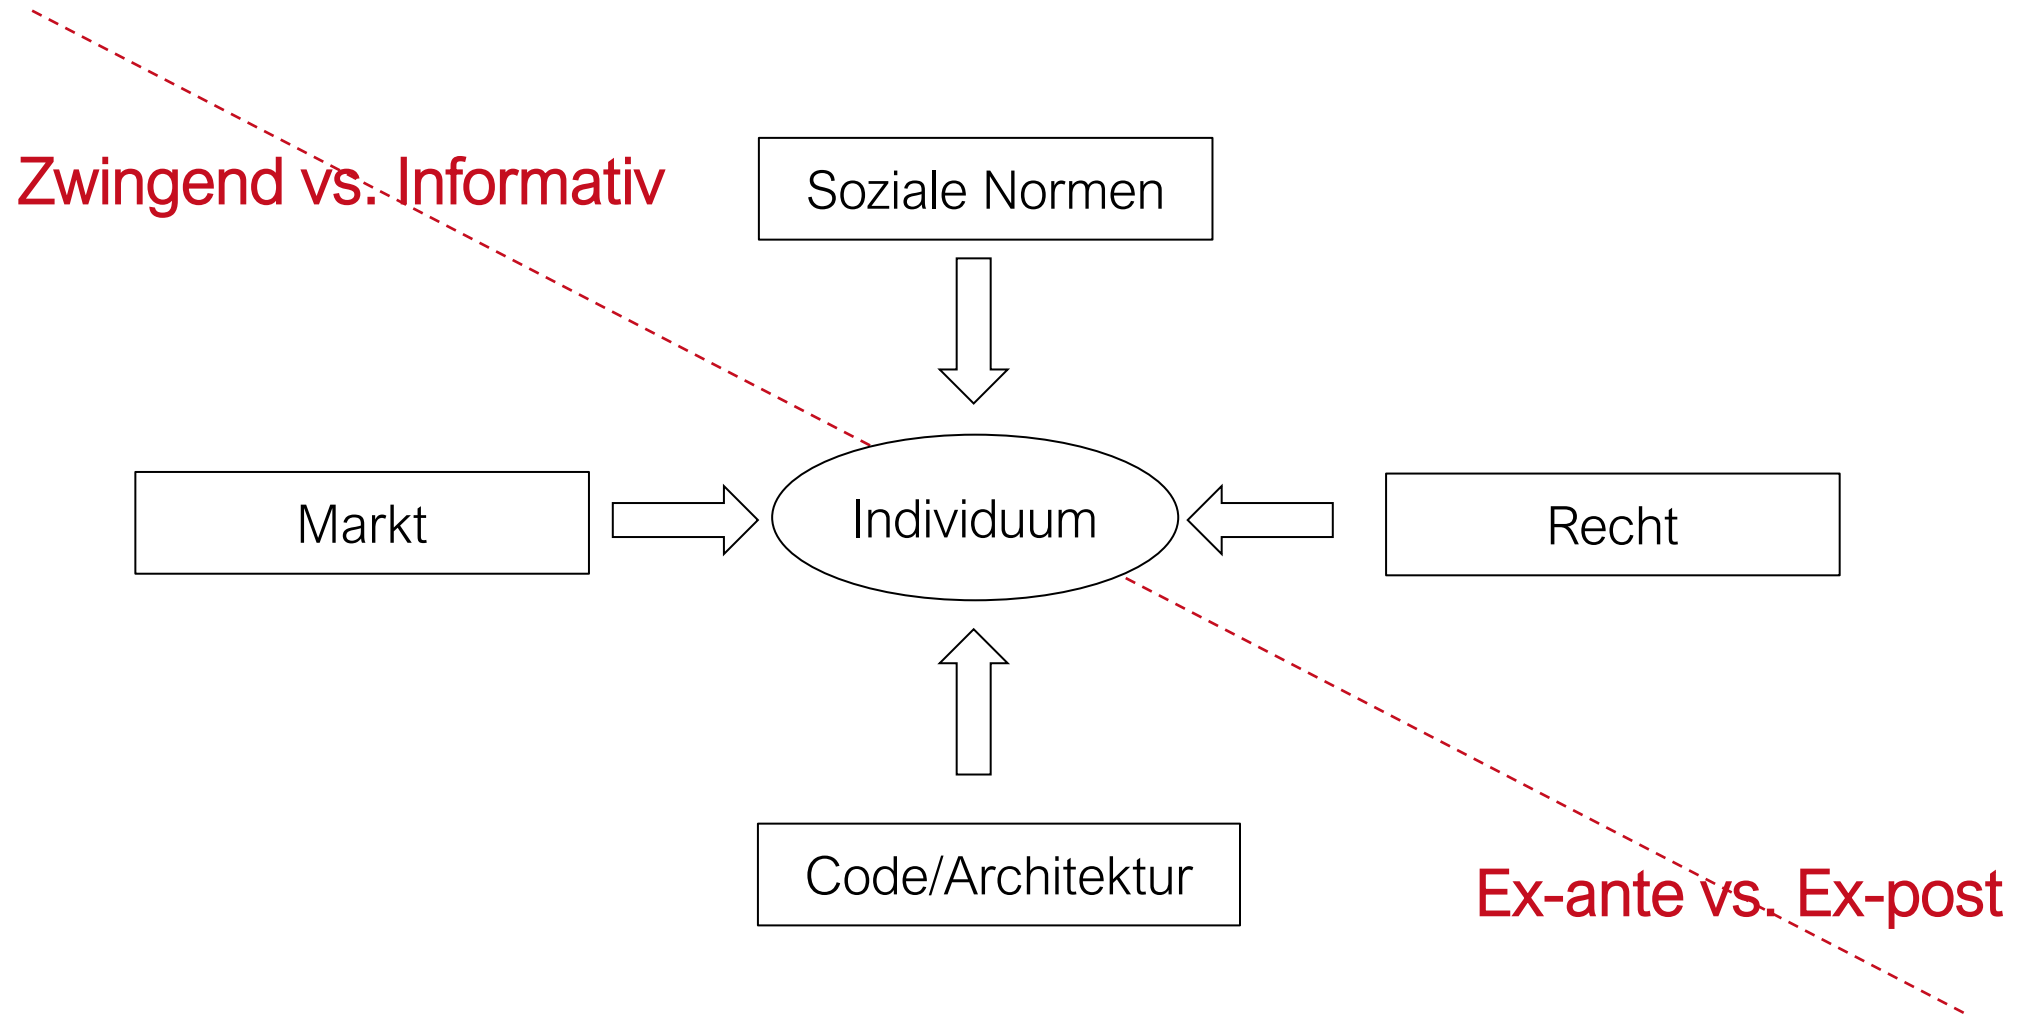 Zwingend vs. Informativ
Soziale Normen
Markt
Individuum
Recht
Code/Architektur
Ex-ante vs. Ex-post